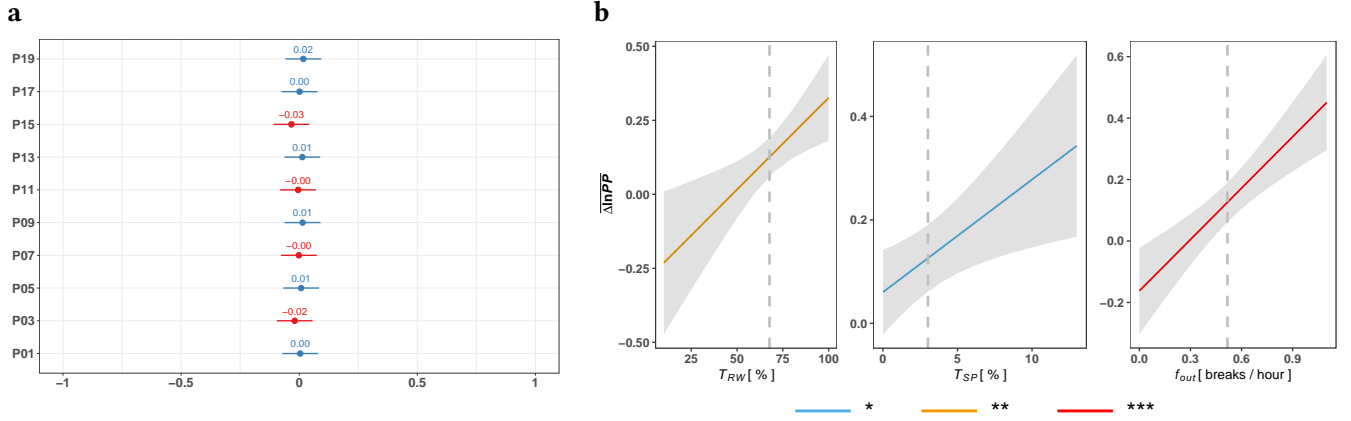 a
P19
P17
P15
P13
P11
P09
P07
P05
P03
P01
0.02
0.00
−0.03
0.01
−0.00
0.01
−0.00
0.01
−0.02
0.00
−1
−0.5
0
0.5
1
b
ΔlnPP
0.50
0.25
0.00
−0.25
−0.50
25
50
75
100
T_RW [ % ]
0.4
0.2
0.0
0
5
10
T_SP [ % ]
0.6
0.4
0.2
0.0
−0.2
0.0
0.3
0.6
0.9
f_out [ breaks / hour ]
* ** ***